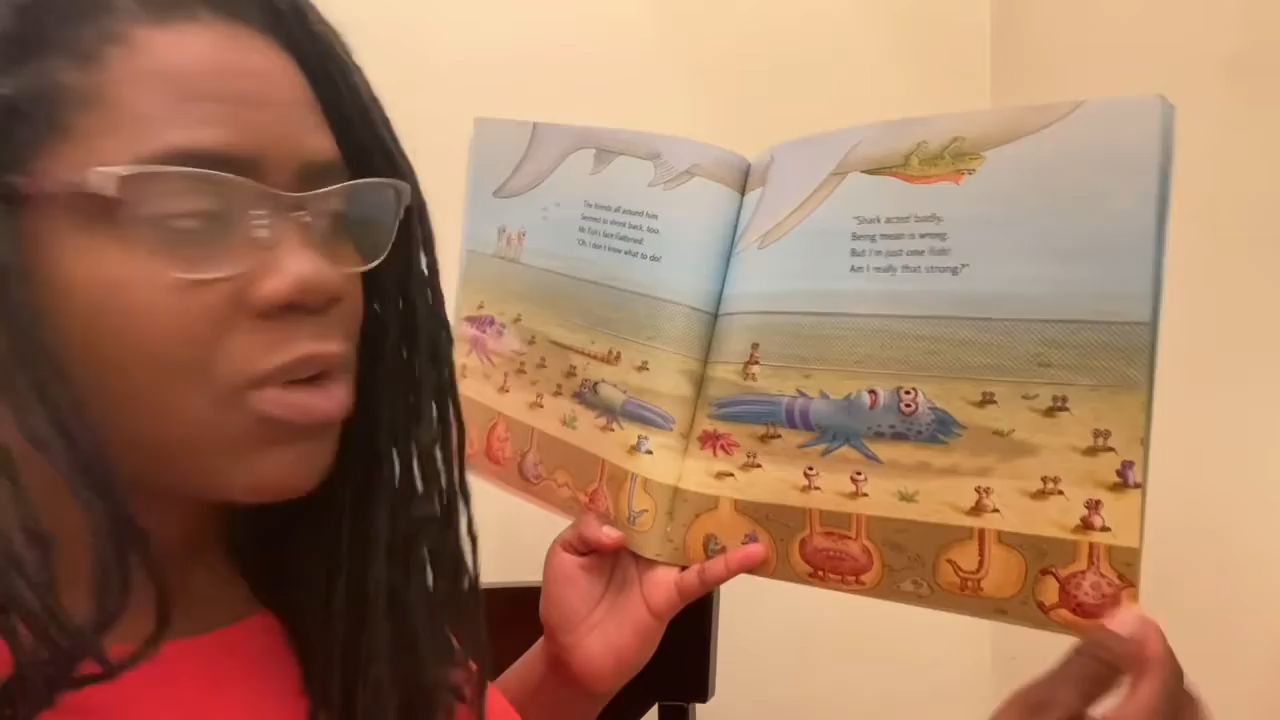 The friends all around him
Seemed to shrink back, too.
Mr. Fish's face flattened!
"Oh, I don't know what to do!
"Shark acted badly.
Being mean is wrong.
But I'm just one fish!
Am I really that strong?"